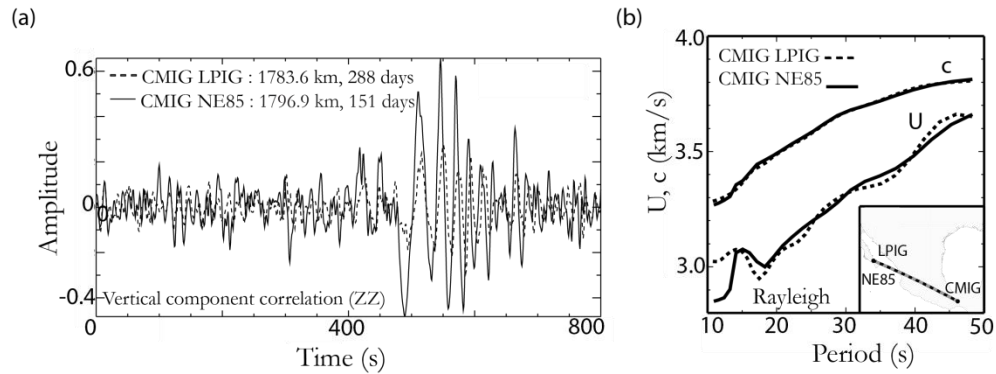 (a)
0.6
CMIG LPIG : 1783.6 km, 288 days
CMIG NE85 : 1796.9 km, 151 days
Amplitude
0
0
-0.4
Vertical component correlation (ZZ)
0
400
800
Time (s)
(b)
4.0
CMIG LPIG
CMIG NE85
c
U
3.5
U, c (km/s)
3.0
LPIG
NE85
CMIG
Rayleigh
10
20
30
40
50
Period (s)